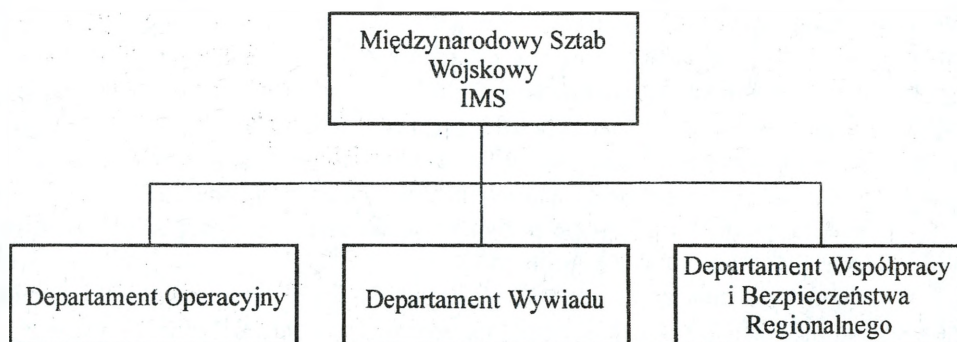 Międzynarodowy Sztab
Wojskowy
IMS
Departament Operacyjny
Departament Wywiadu
Departament Współpracy
i Bezpieczeństwa
Regionalnego